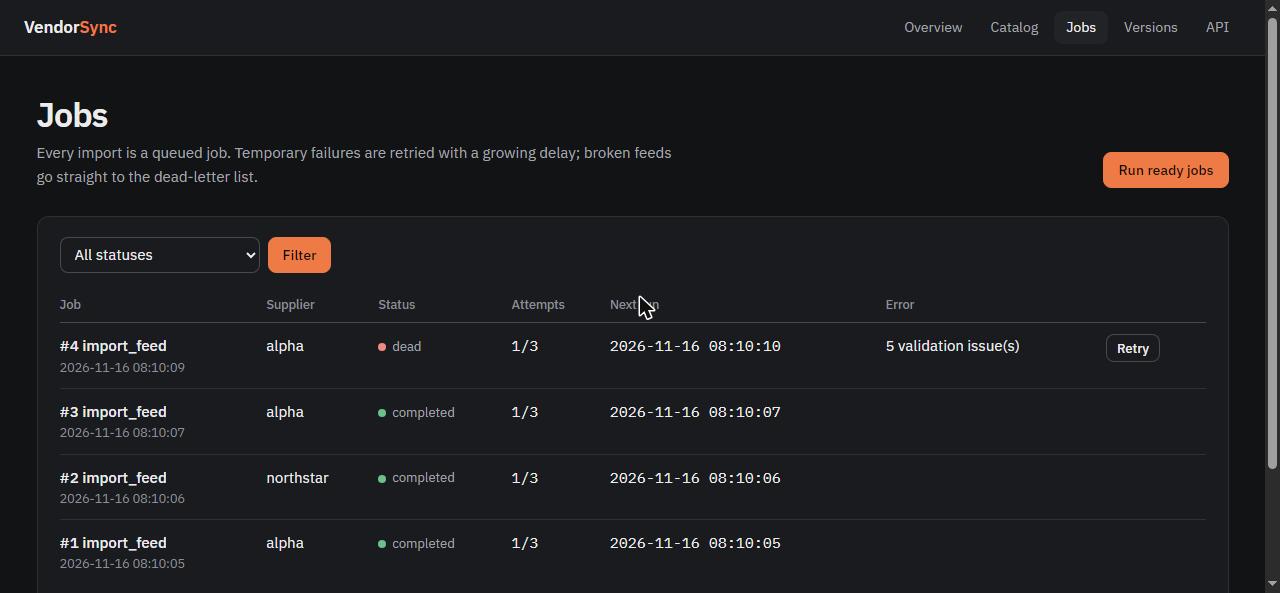 VendorSync
Overview Catalog Jobs Versions API
Jobs
Every import is a queued job. Temporary failures are retried with a growing delay; broken feeds
go straight to the dead-letter list.
Run ready jobs
All statuses Filter
Job Supplier Status Attempts Next Error
#4 import_feed alpha dead 1/3 2026-11-16 08:10:10 5 validation issue(s) Retry
2026-11-16 08:10:09
#3 import_feed alpha completed 1/3 2026-11-16 08:10:07
2026-11-16 08:10:07
#2 import_feed northstar completed 1/3 2026-11-16 08:10:06
2026-11-16 08:10:06
#1 import_feed alpha completed 1/3 2026-11-16 08:10:05
2026-11-16 08:10:05